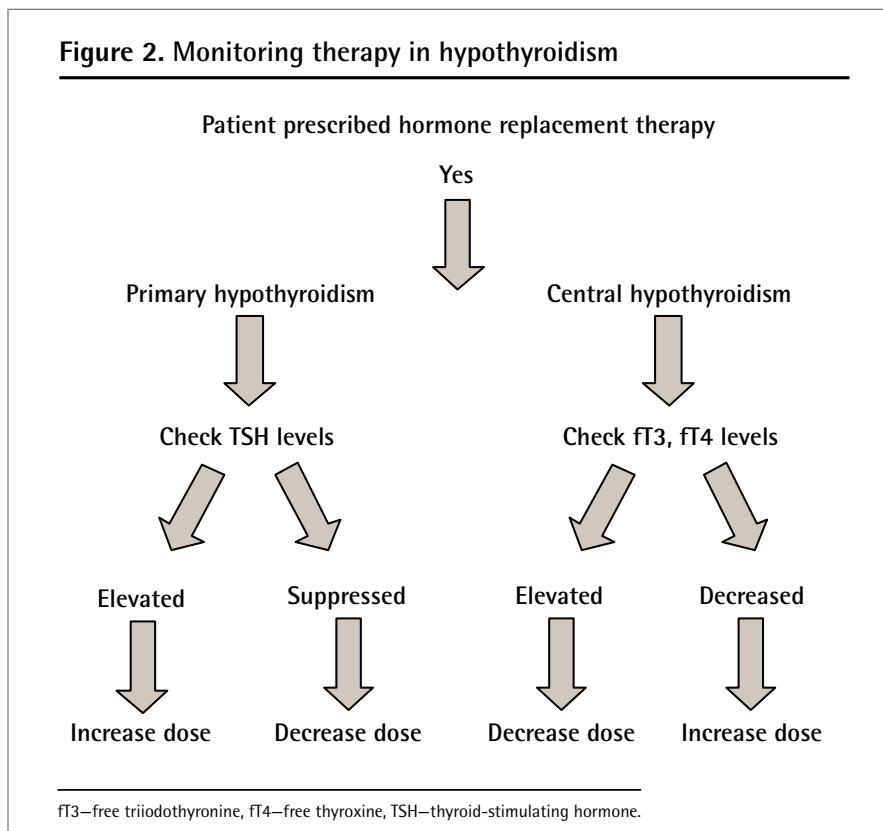 Figure 2. Monitoring therapy in hypothyroidism
Patient prescribed hormone replacement therapy
Yes
Primary hypothyroidism
Central hypothyroidism
Check TSH levels
Check fT3, fT4 levels
Elevated
Suppressed
Elevated
Decreased
Increase dose
Decrease dose
Decrease dose
Increase dose
fT3—free triiodothyronine, fT4—free thyroxine, TSH—thyroid-stimulating hormone.